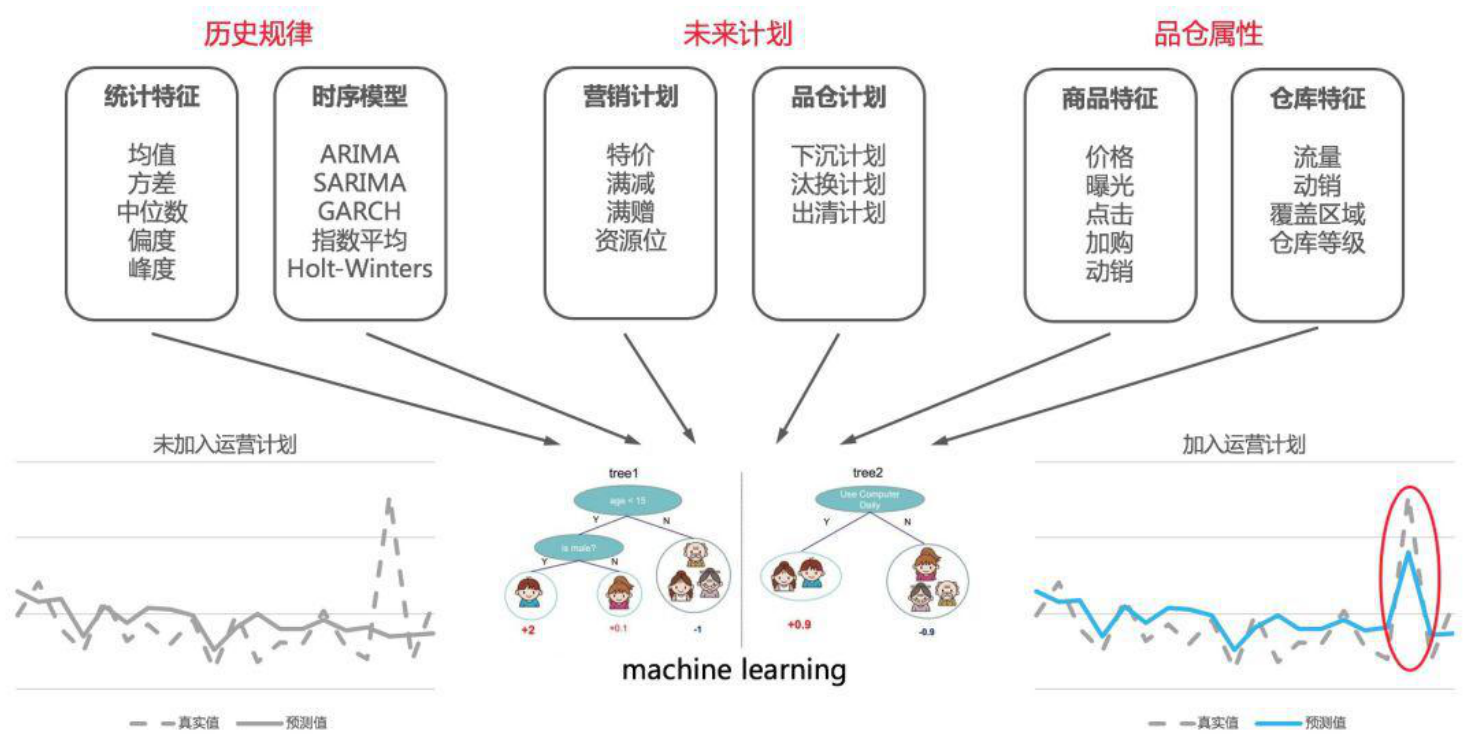 历史规律
未来计划
品仓属性
统计特征
均值
方差
中位数
偏度
峰度
时序模型
ARIMA
SARIMA
GARCH
指数平均
Holt-Winters
营销计划
特价
满减
满赠
资源位
品仓计划
下沉计划
汰换计划
出清计划
商品特征
价格
曝光
点击
加购
动销
仓库特征
流量
动销
覆盖区域
仓库等级
未加入运营计划
真实值
预测值
tree1
age < 15
Y
N
is male?
Y
N
+2
+0.1
-1
tree2
Use Computer
Daily
Y
N
+0.9
-0.9
machine learning
加入运营计划
真实值
预测值